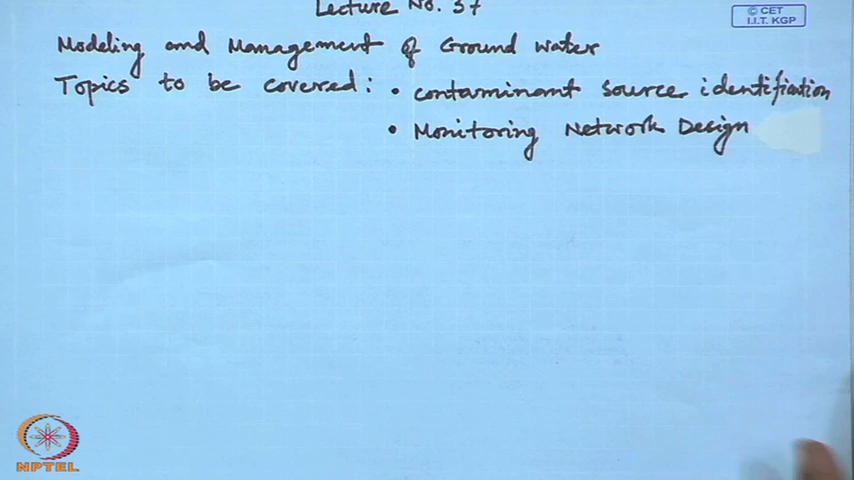 Lecture No. 37
© CET
I.I.T. KGP
Modeling and Management of Ground Water
Topics to be covered : • contaminant source identification
• Monitoring Network Design
NPTEL